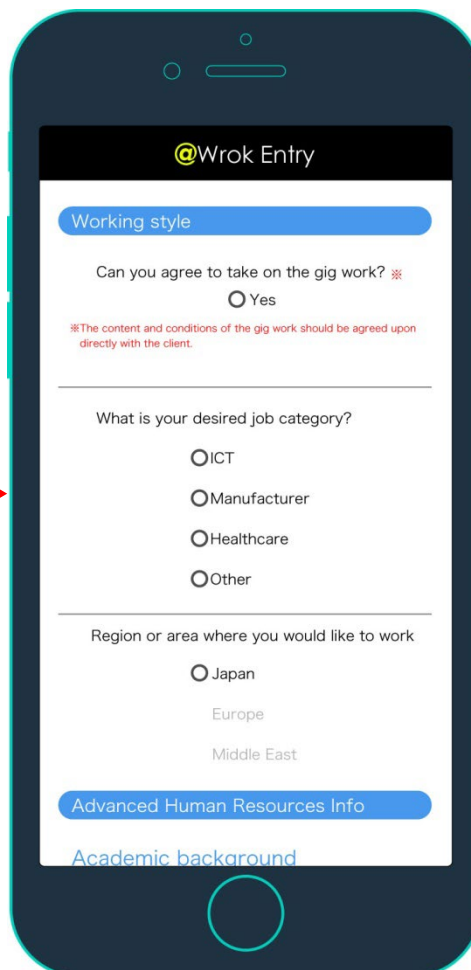 @Wrok Entry
Working style
Can you agree to take on the gig work? ※
Yes
※The content and conditions of the gig work should be agreed upon
directly with the client.
What is your desired job category?
ICT
Manufacturer
Healthcare
Other
Region or area where you would like to work
Japan
Europe
Middle East
Advanced Human Resources Info
Academic background